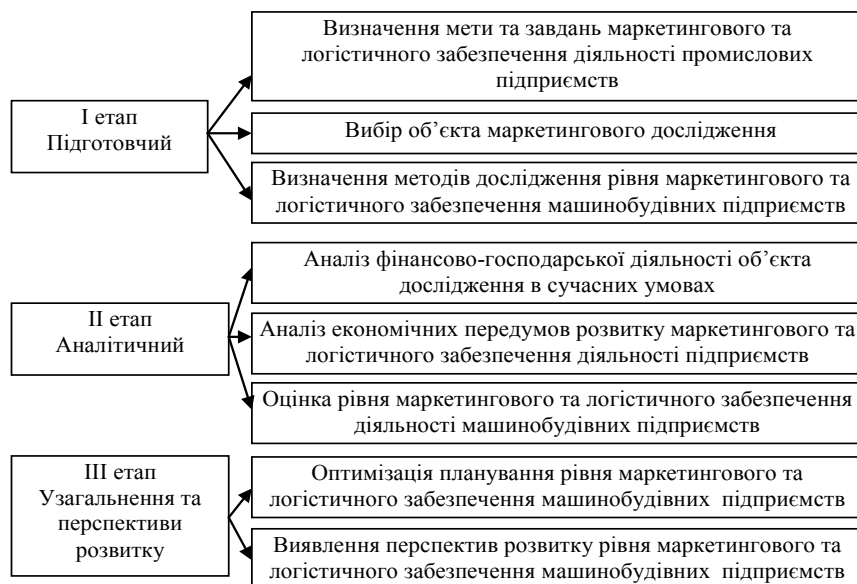 І етап
Підготовчий
Визначення мети та завдань маркетингового та
логістичного забезпечення діяльності промислових
підприємств
Вибір об’єкта маркетингового дослідження
Визначення методів дослідження рівня маркетингового та
логістичного забезпечення машинобудівних підприємств
ІІ етап
Аналітичний
Аналіз фінансово-господарської діяльності об’єкта
дослідження в сучасних умовах
Аналіз економічних передумов розвитку маркетингового та
логістичного забезпечення діяльності підприємств
Оцінка рівня маркетингового та логістичного забезпечення
діяльності машинобудівних підприємств
ІІІ етап
Узагальнення та
перспективи
розвитку
Оптимізація планування рівня маркетингового та
логістичного забезпечення машинобудівних підприємств
Виявлення перспектив розвитку рівня маркетингового та
логістичного забезпечення машинобудівних підприємств